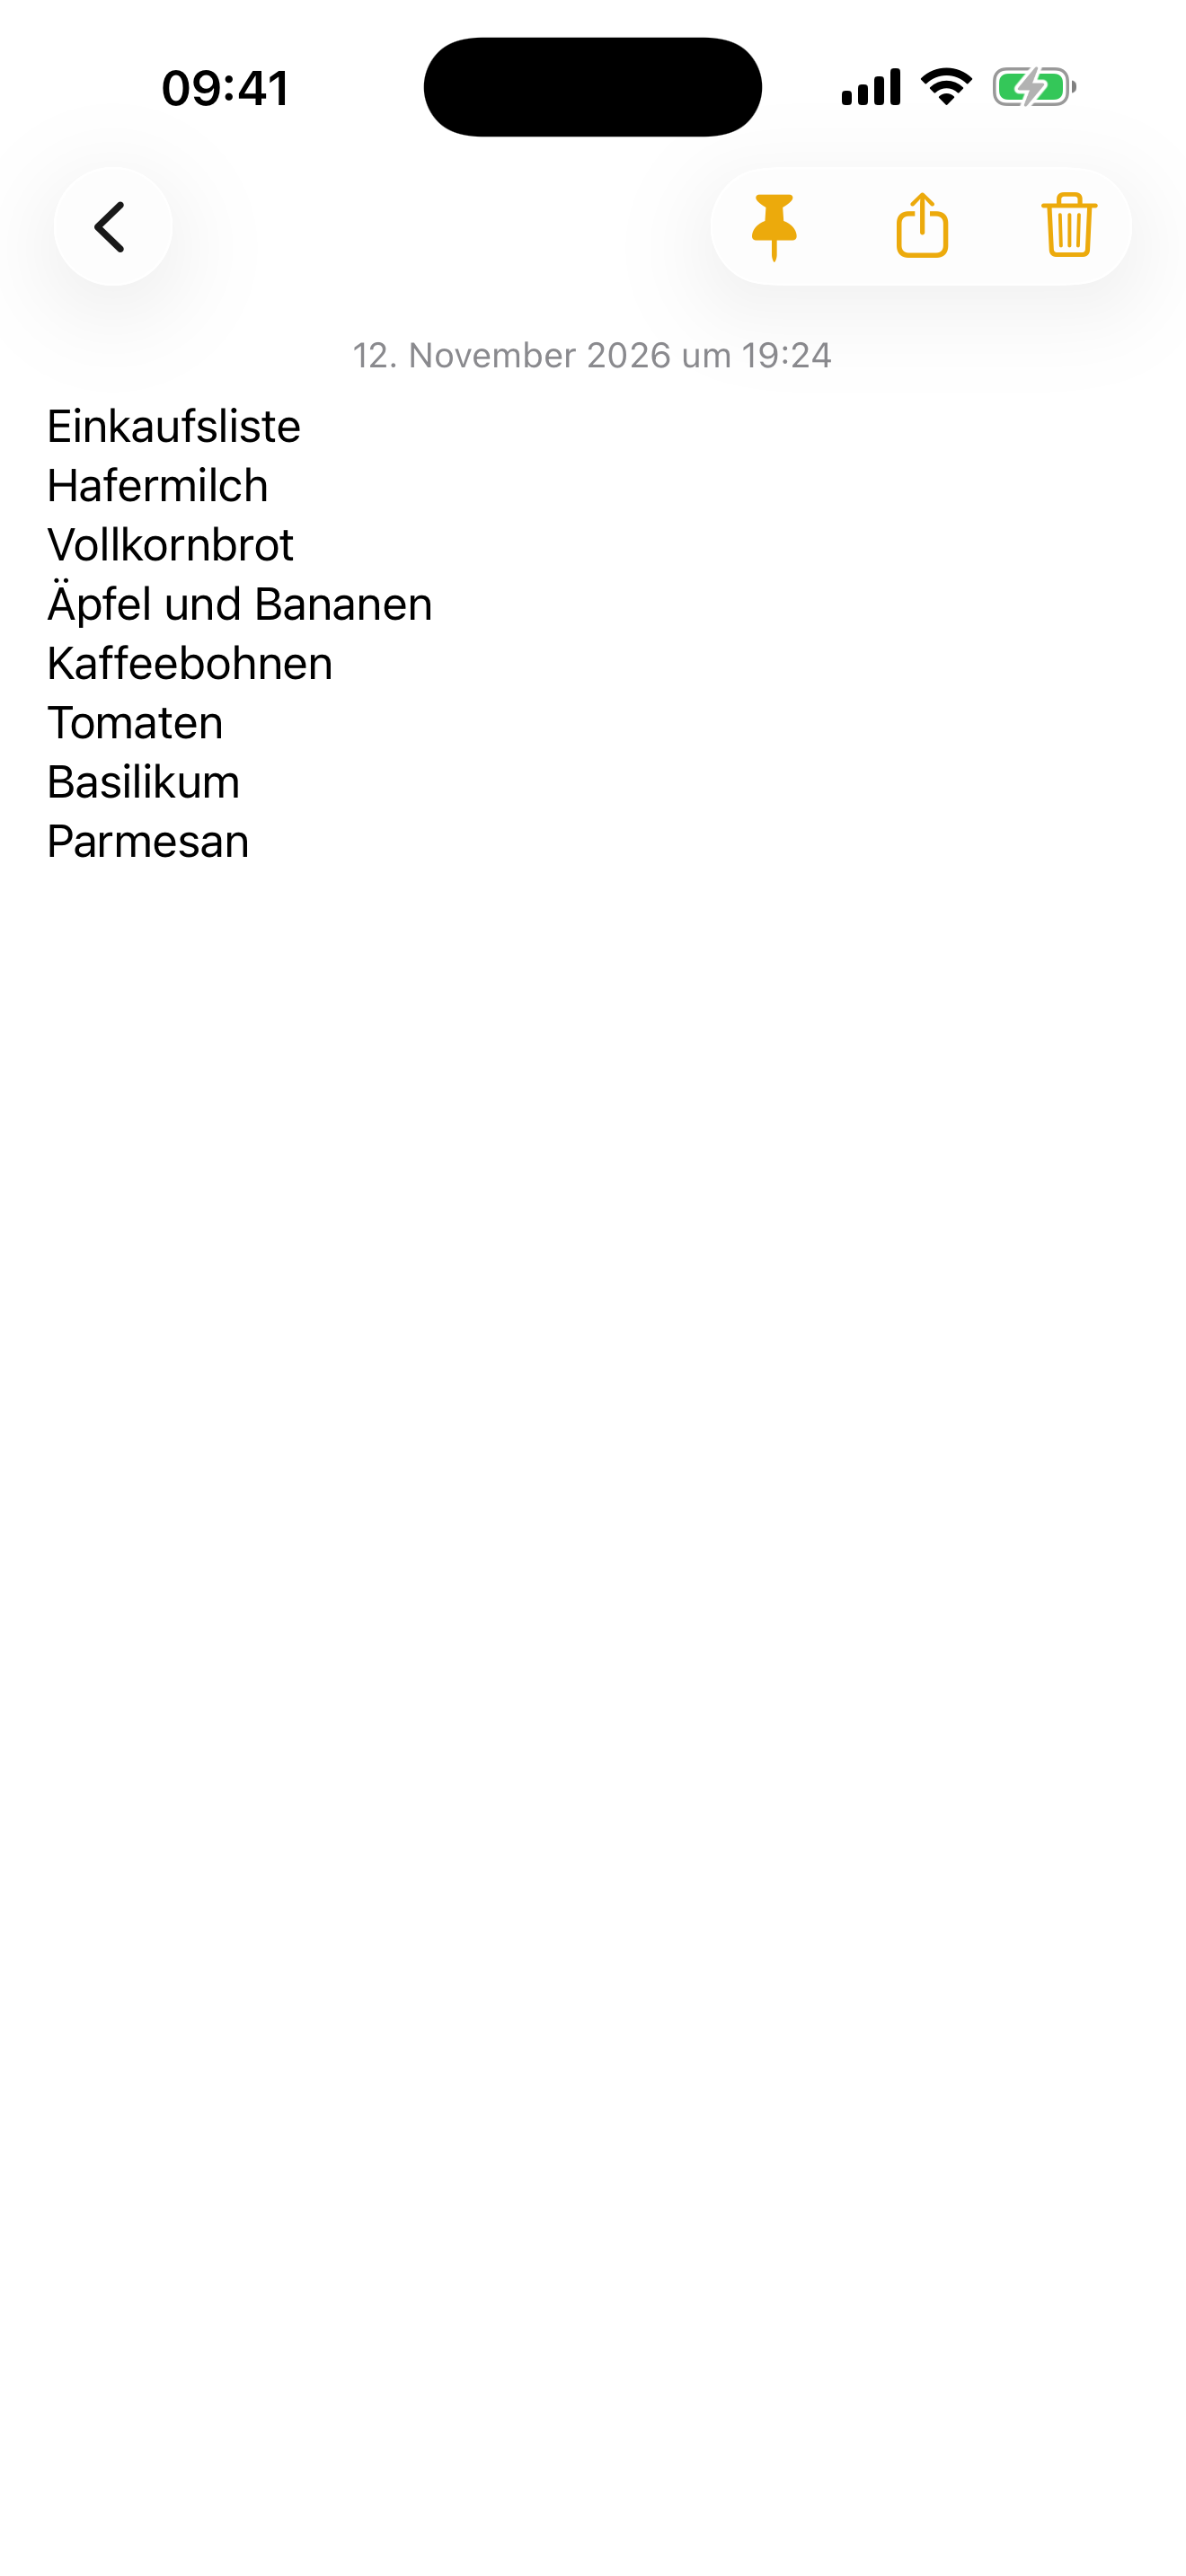 09:41
12. November 2026 um 19:24
Einkaufsliste
Hafermilch
Vollkornbrot
Äpfel und Bananen
Kaffeebohnen
Tomaten
Basilikum
Parmesan